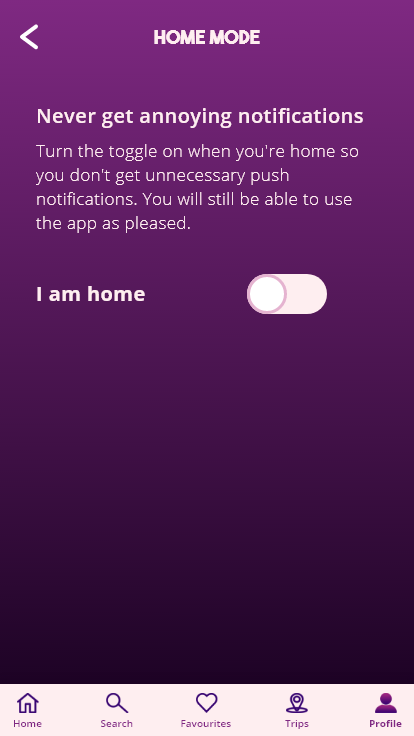 HOME MODE
Never get annoying notifications
Turn the toggle on when you're home so
you don't get unnecessary push
notifications. You will still be able to use
the app as pleased.
I am home
Home Search Favourites Trips Profile